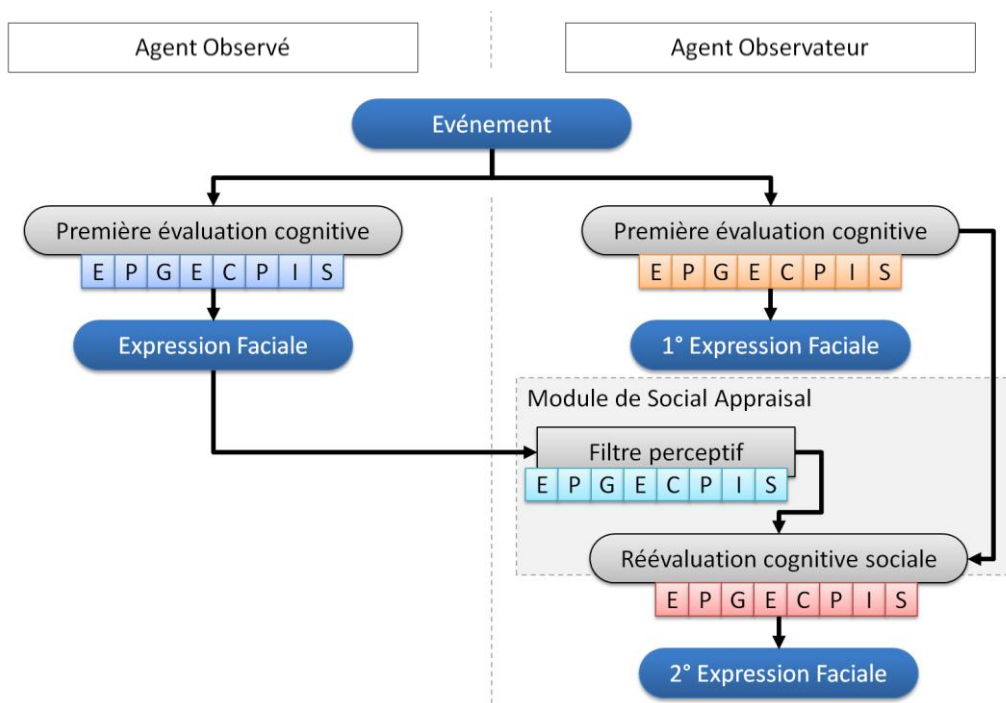 Agent Observé
Agent Observateur
Evénement
Première évaluation cognitive
E P G E C P I S
Première évaluation cognitive
E P G E C P I S
Expression Faciale
1° Expression Faciale
Module de Social Appraisal
Filtre perceptif
E P G E C P I S
Réévaluation cognitive sociale
E P G E C P I S
2° Expression Faciale